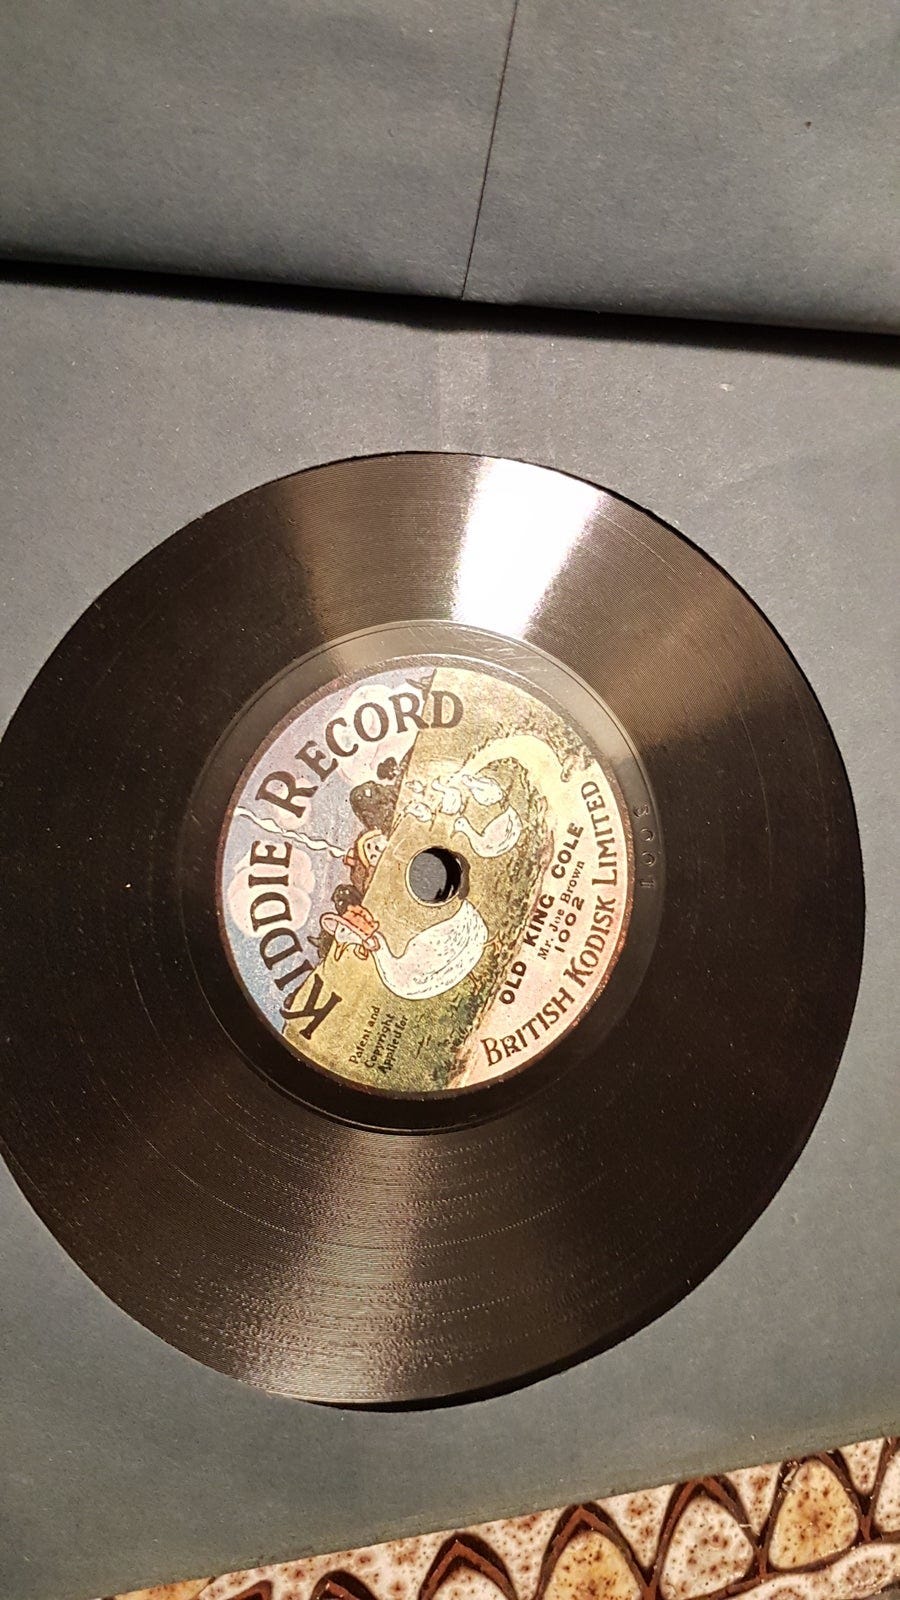 KIDDIE RECORD
OLD KING COLE
Mr. Joe Brown
1002
BRITISH KODISK LIMITED
Patent and
Copyright
Applied for